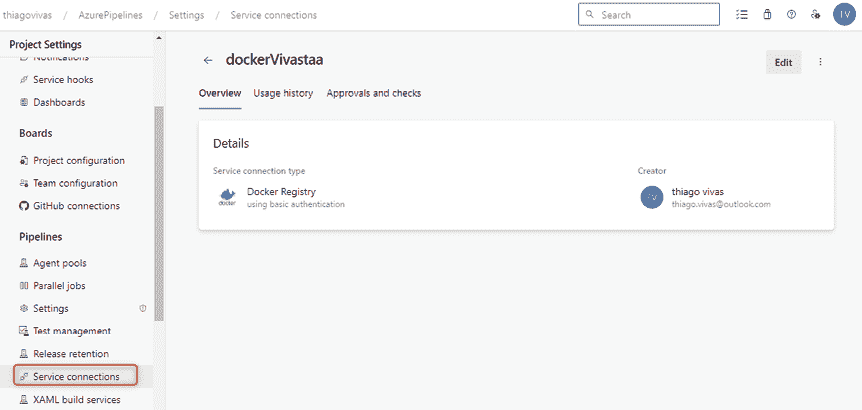 thiagovivas / AzurePipelines / Settings / Service connections
Search
TV
Project Settings
Notifications
Service hooks
Dashboards
Boards
Project configuration
Team configuration
GitHub connections
Pipelines
Agent pools
Parallel jobs
Settings
Test management
Release retention
Service connections
XAML build services
dockerVivastaa
Edit
Overview
Usage history
Approvals and checks
Details
Service connection type
docker
Docker Registry
using basic authentication
Creator
TV
thiago vivas
thiago.vivas@outlook.com